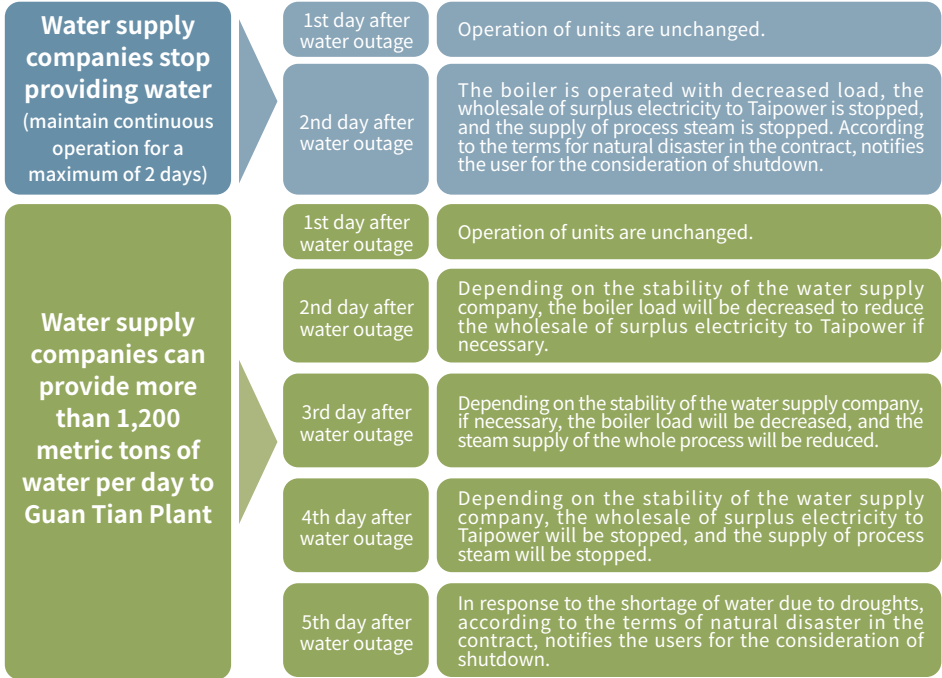 Water supply
companies stop
providing water
(maintain continuous
operation for a
maximum of 2 days)
1st day after
water outage
Operation of units are unchanged.
2nd day after
water outage
The boiler is operated with decreased load, the
wholesale of surplus electricity to Taipower is stopped,
and the supply of process steam is stopped. According
to the terms for natural disaster in the contract, notifies
the user for the consideration of shutdown.
Water supply
companies can
provide more
than 1,200
metric tons of
water per day to
Guan Tian Plant
1st day after
water outage
Operation of units are unchanged.
2nd day after
water outage
Depending on the stability of the water supply
company, the boiler load will be decreased to reduce
the wholesale of surplus electricity to Taipower if
necessary.
3rd day after
water outage
Depending on the stability of the water supply company,
if necessary, the boiler load will be decreased, and the
steam supply of the whole process will be reduced.
4th day after
water outage
Depending on the stability of the water supply
company, the wholesale of surplus electricity to
Taipower will be stopped, and the supply of process
steam will be stopped.
5th day after
water outage
In response to the shortage of water due to droughts,
according to the terms of natural disaster in the
contract, notifies the users for the consideration of
shutdown.